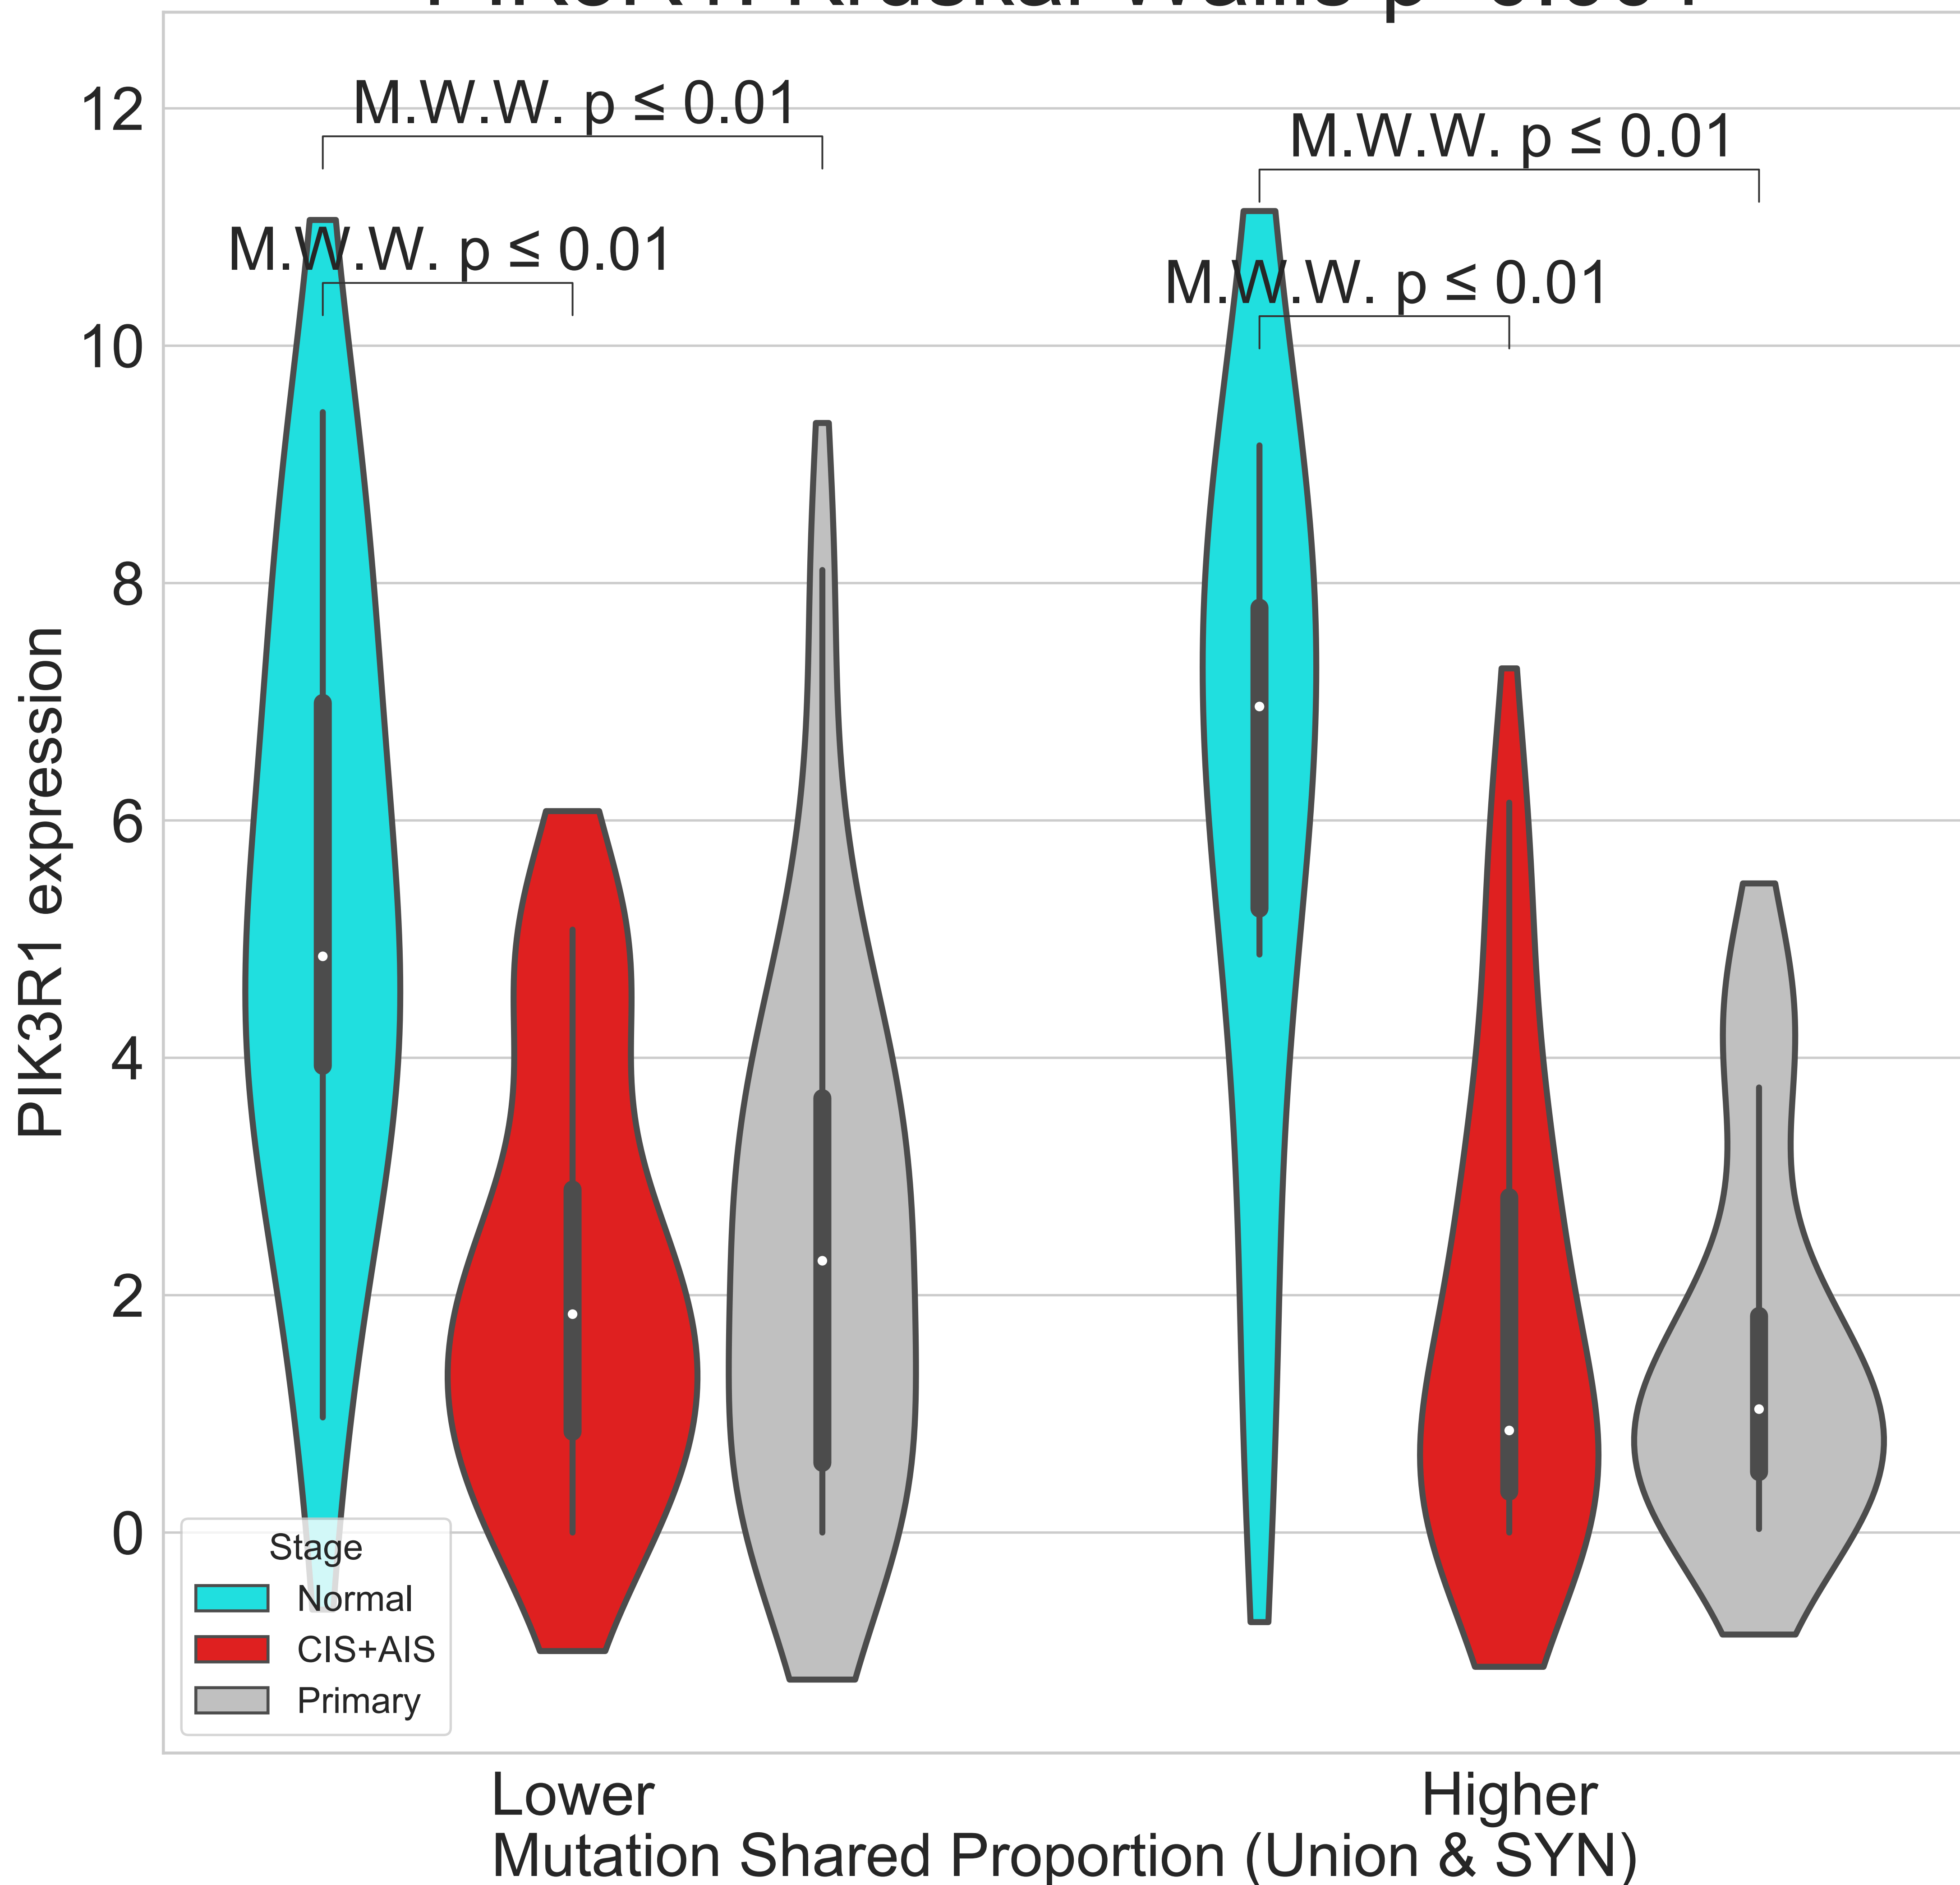 M.W.W. p ≤ 0.01
M.W.W. p ≤ 0.01
M.W.W. p ≤ 0.01
M.W.W. p ≤ 0.01
12
10
8
6
4
2
0
PIK3R1 expression
Stage
Normal
CIS+AIS
Primary
Lower
Higher
Mutation Shared Proportion (Union & SYN)